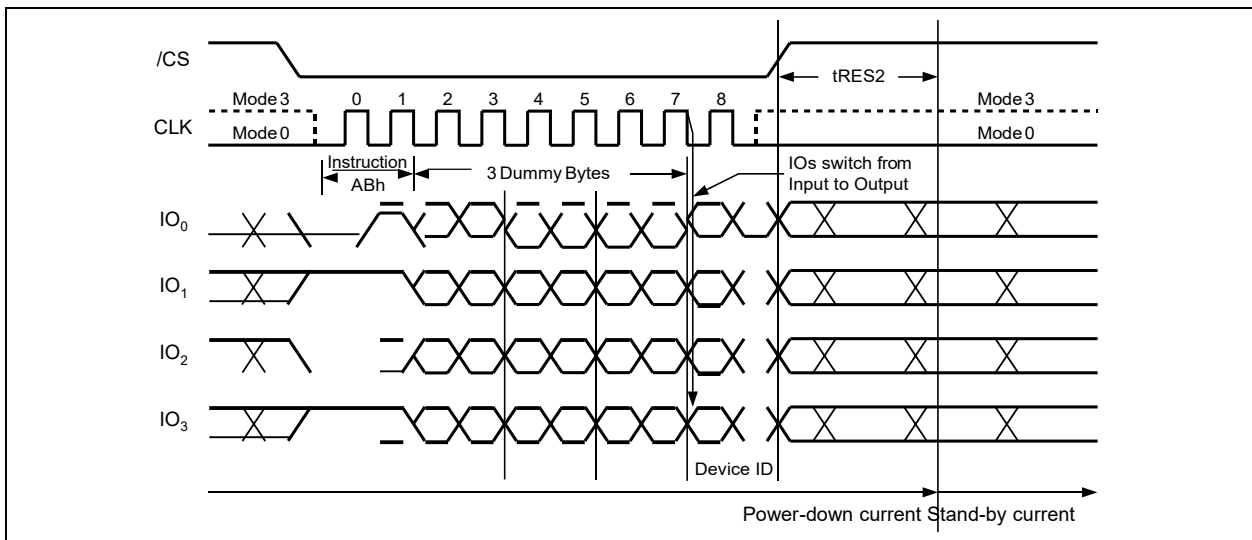 /CS
tRES2
Mode 3
0 1 2 3 4 5 6 7 8
Mode 3
CLK
Mode 0
Mode 0
Instruction
ABh
3 Dummy Bytes
IOs switch from
Input to Output
IO0
IO1
IO2
IO3
Device ID
Power-down current
Stand-by current